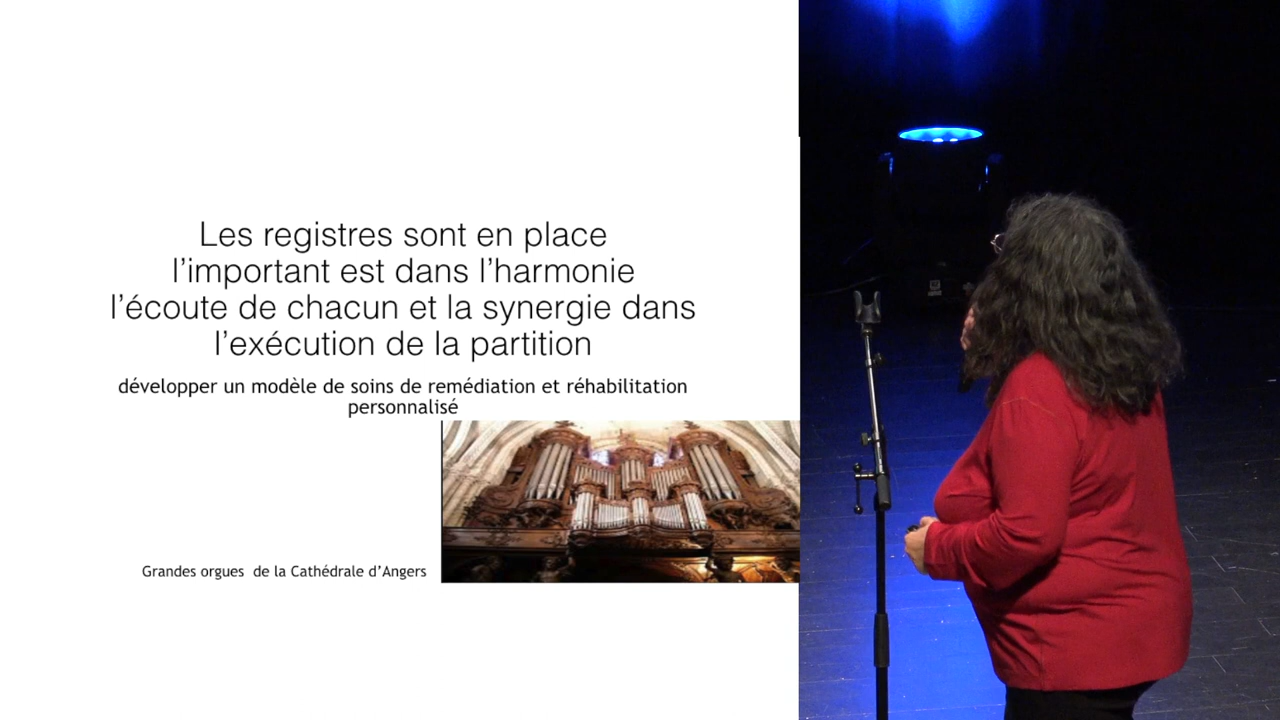 Les registres sont en place
l’important est dans l’harmonie
l’écoute de chacun et la synergie dans
l’exécution de la partition
développer un modèle de soins de remédiation et réhabilitation
personnalisé
Grandes orgues de la Cathédrale d’Angers